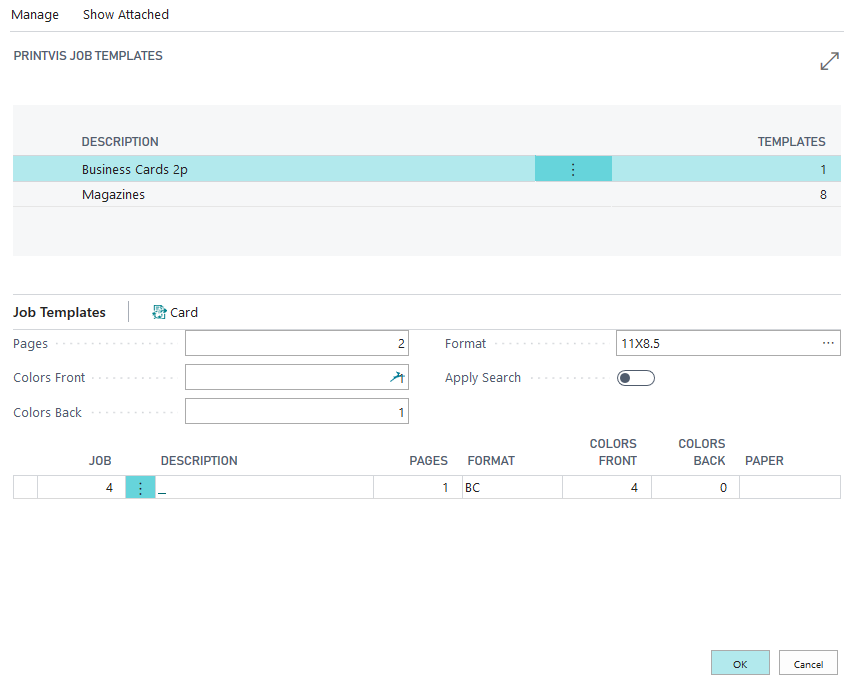 Manage Show Attached
PRINTVIS JOB TEMPLATES
DESCRIPTION TEMPLATES
Business Cards 2p 1
Magazines 8
Job Templates Card
Pages 2 Format 11X8.5
Colors Front 1 Apply Search
Colors Back 1
COLORS COLORS
JOB DESCRIPTION PAGES FORMAT FRONT BACK PAPER
4 _ 1 BC 4 0
OK Cancel